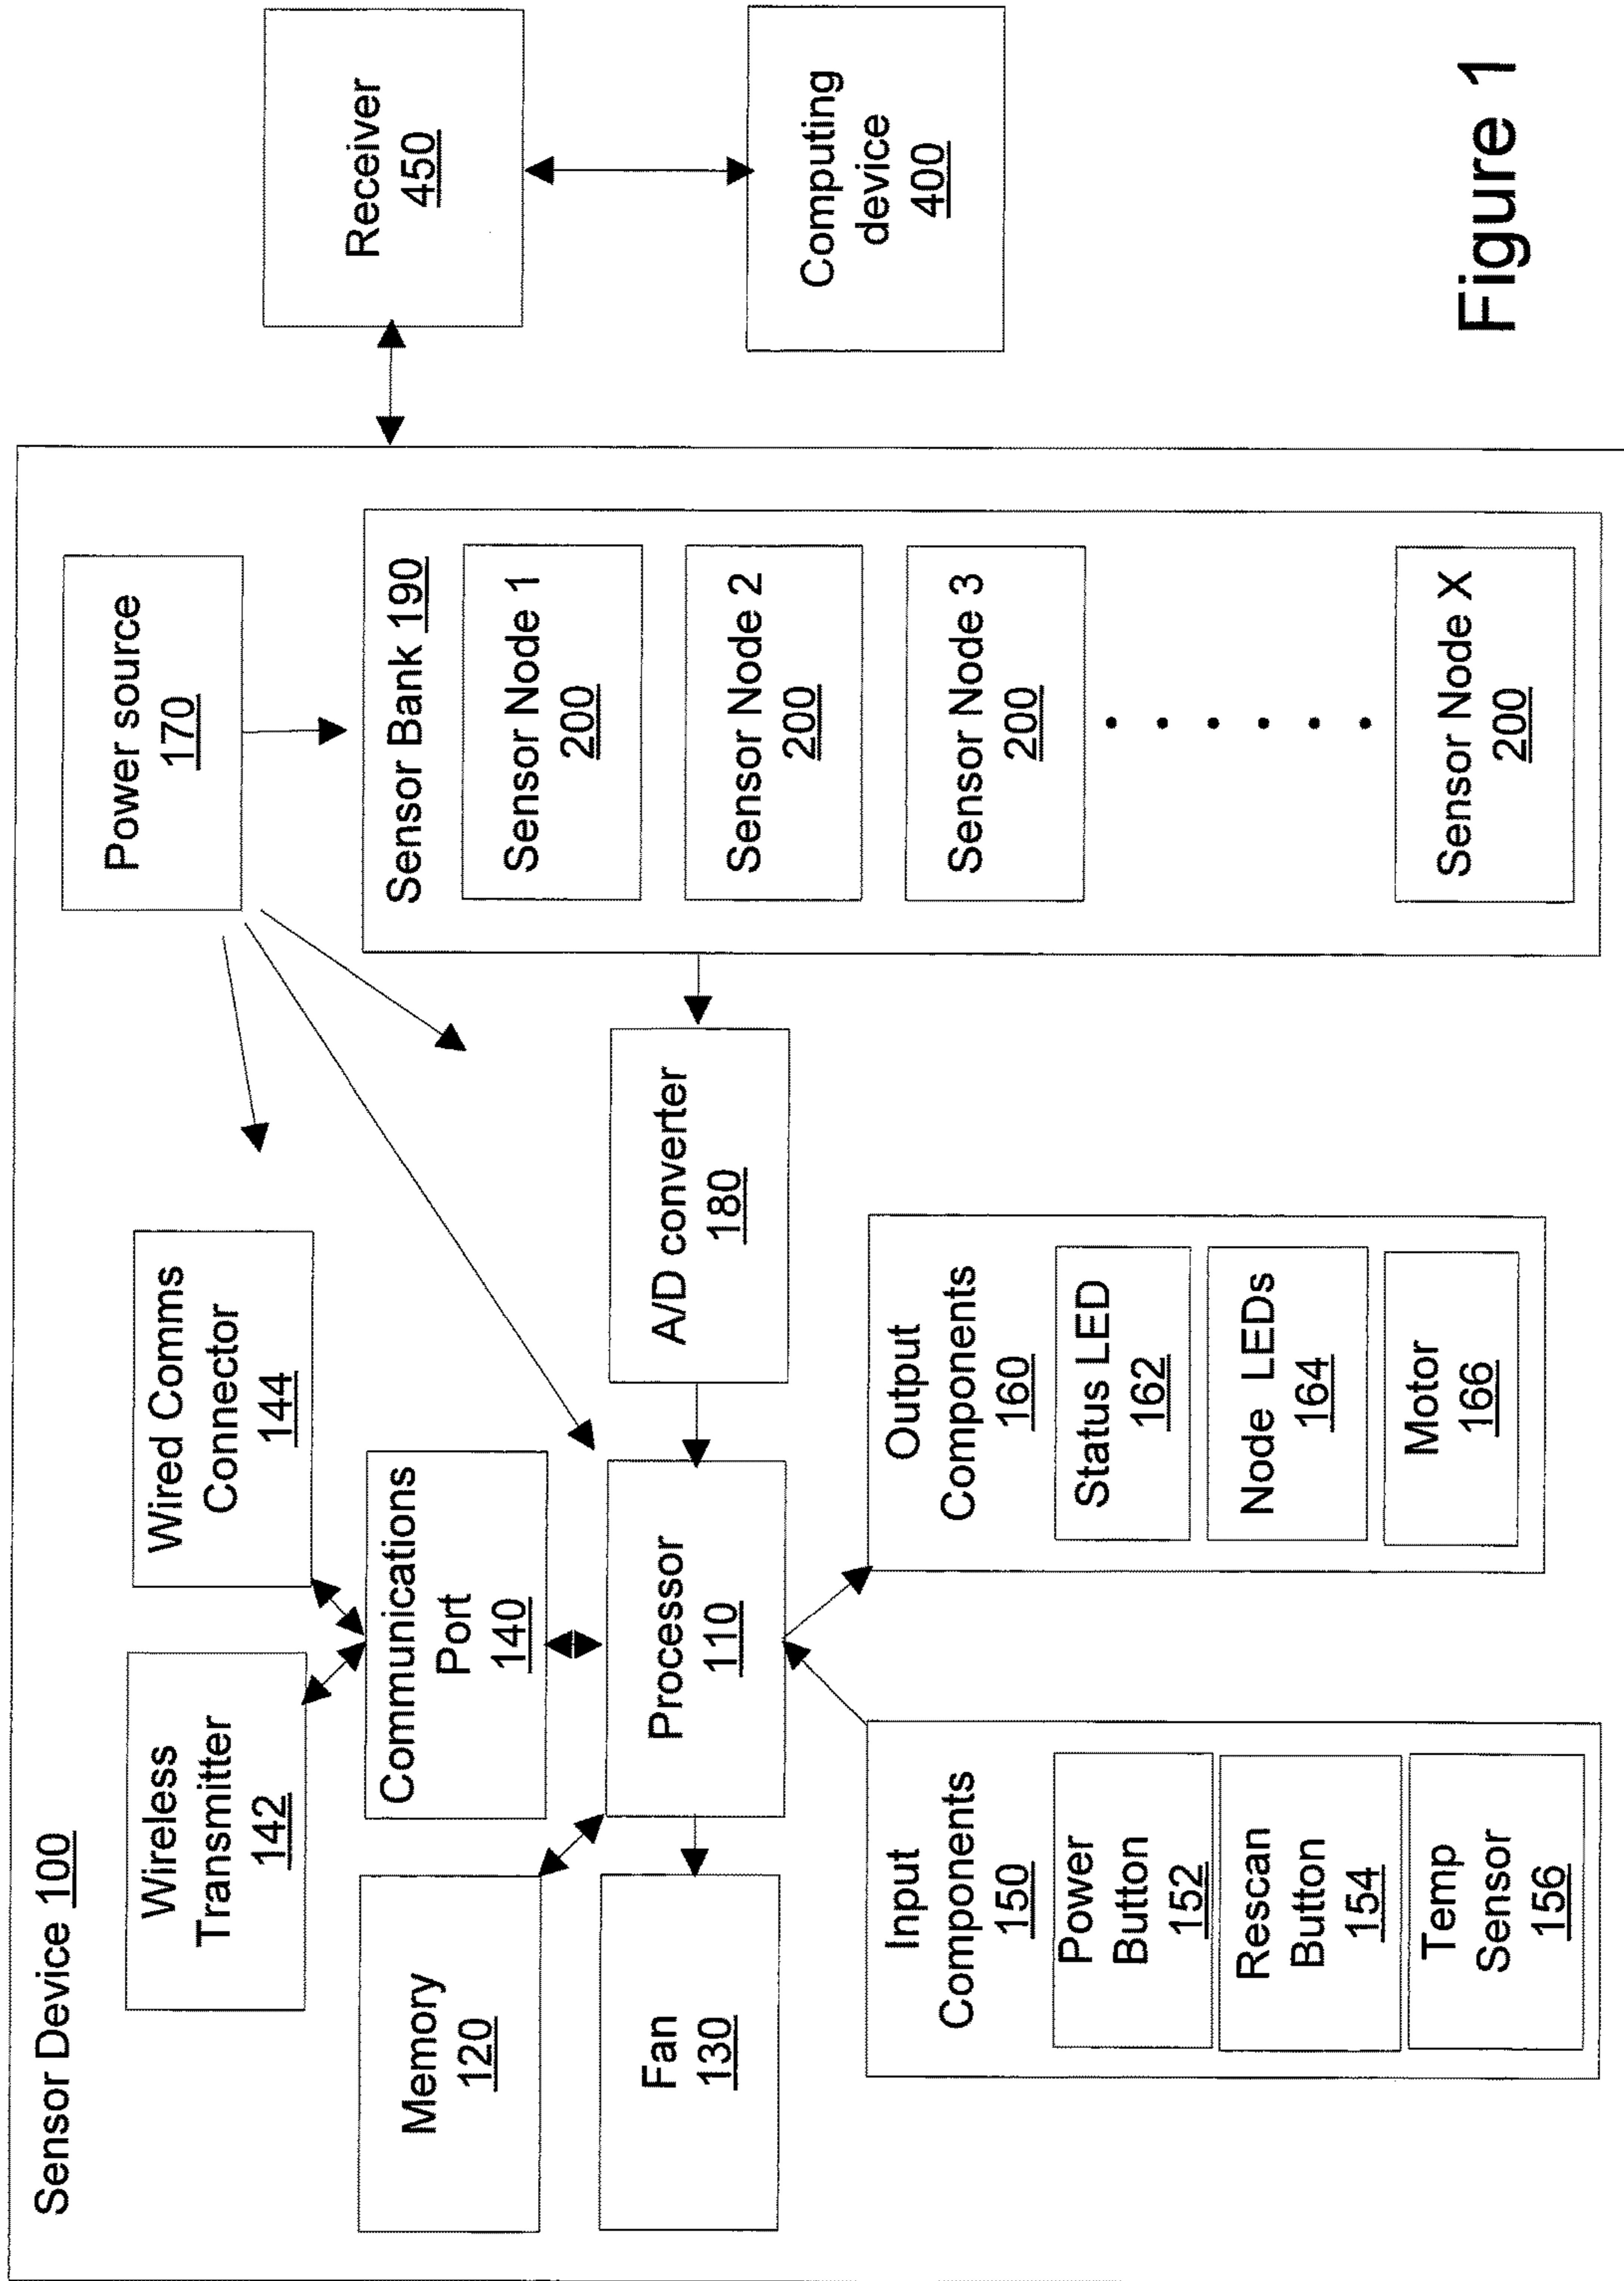 Sensor Device 100
Wireless
Transmitter
142
Wired Comms
Connector
144
Power source
170
Receiver
450
Memory
120
Communications
Port
140
Sensor Bank 190
Sensor Node 1
200
Sensor Node 2
200
Sensor Node 3
200
Sensor Node X
200
Fan
130
Processor
110
A/D converter
180
Computing
device
400
Input
Components
150
Power
Button
152
Rescan
Button
154
Temp
Sensor
156
Output
Components
160
Status LED
162
Node LEDs
164
Motor
166
Figure 1